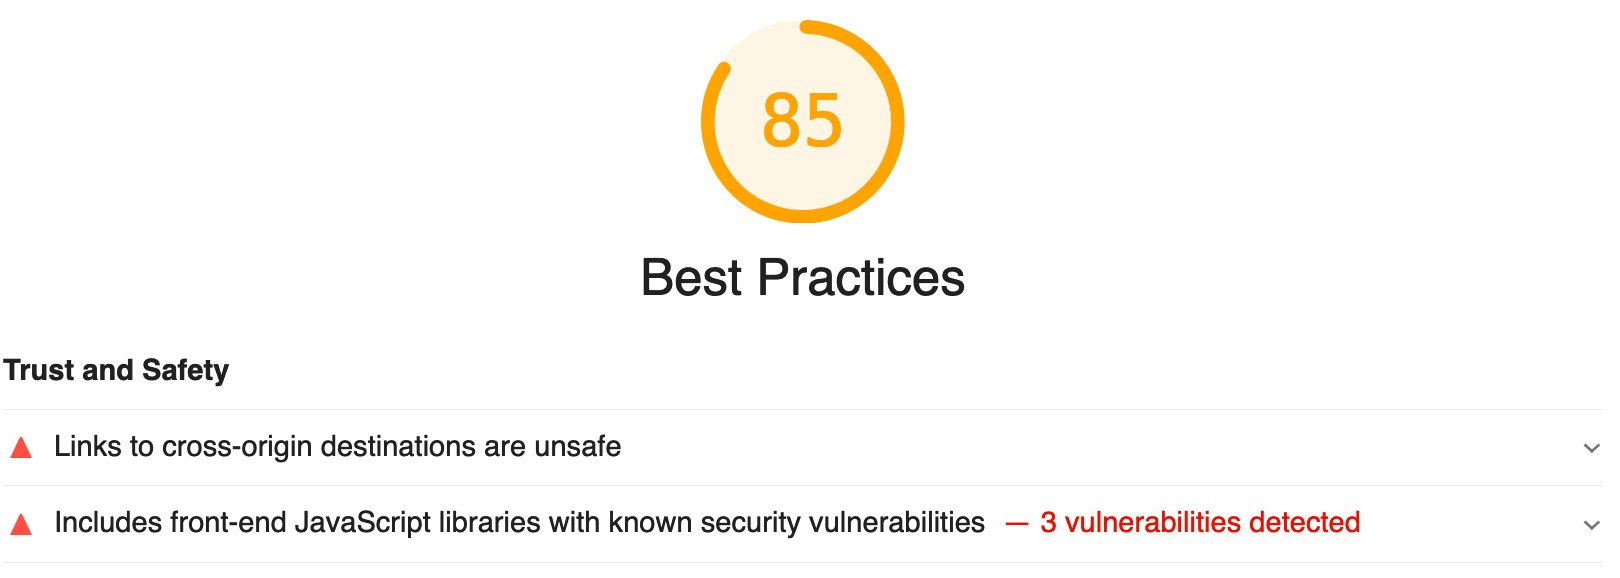 85
Best Practices
Trust and Safety
Links to cross-origin destinations are unsafe
Includes front-end JavaScript libraries with known security vulnerabilities — 3 vulnerabilities detected